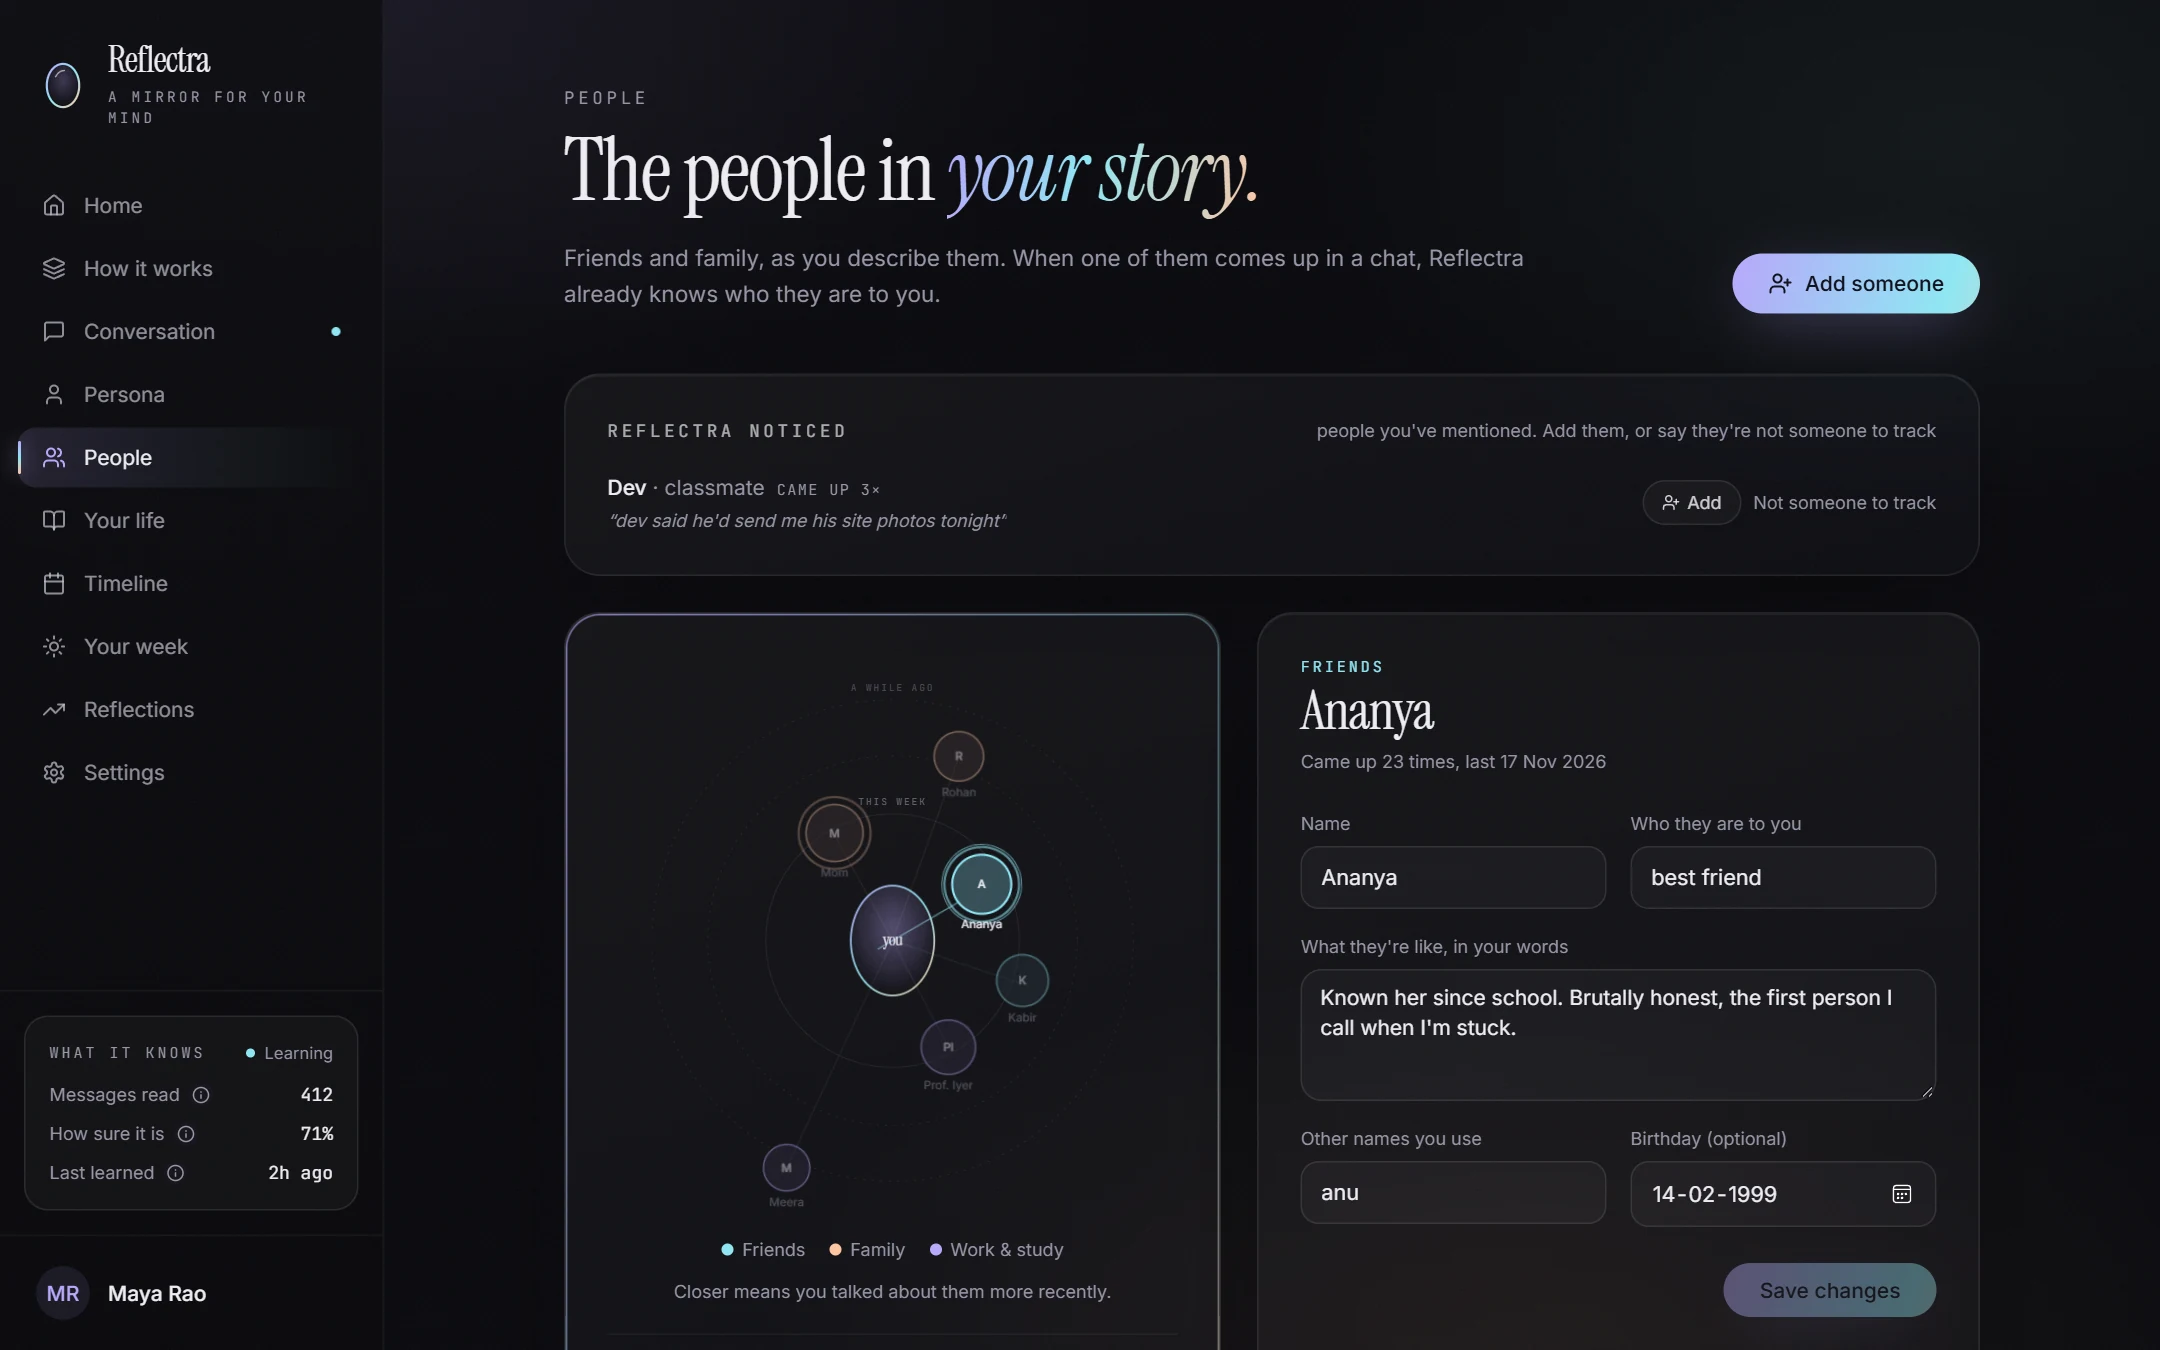 Reflectra
A MIRROR FOR YOUR
MIND
Home
How it works
Conversation
Persona
People
Your life
Timeline
Your week
Reflections
Settings
WHAT IT KNOWS
Learning
Messages read 412
How sure it is 71%
Last learned 2h ago
MR Maya Rao
PEOPLE
The people in your story.
Friends and family, as you describe them. When one of them comes up in a chat, Reflectra
already knows who they are to you.
Add someone
REFLECTRA NOTICED
people you've mentioned. Add them, or say they're not someone to track
Dev · classmate CAME UP 3×
“dev said he'd send me his site photos tonight”
Add
Not someone to track
A WHILE AGO
R
Rohan
THIS WEEK
M
Mom
A
Ananya
you
K
Kabir
PI
Prof. Iyer
M
Meera
Friends Family Work & study
Closer means you talked about them more recently.
FRIENDS
Ananya
Came up 23 times, last 17 Nov 2026
Name
Ananya
Who they are to you
best friend
What they're like, in your words
Known her since school. Brutally honest, the first person I
call when I'm stuck.
Other names you use
anu
Birthday (optional)
14-02-1999
Save changes